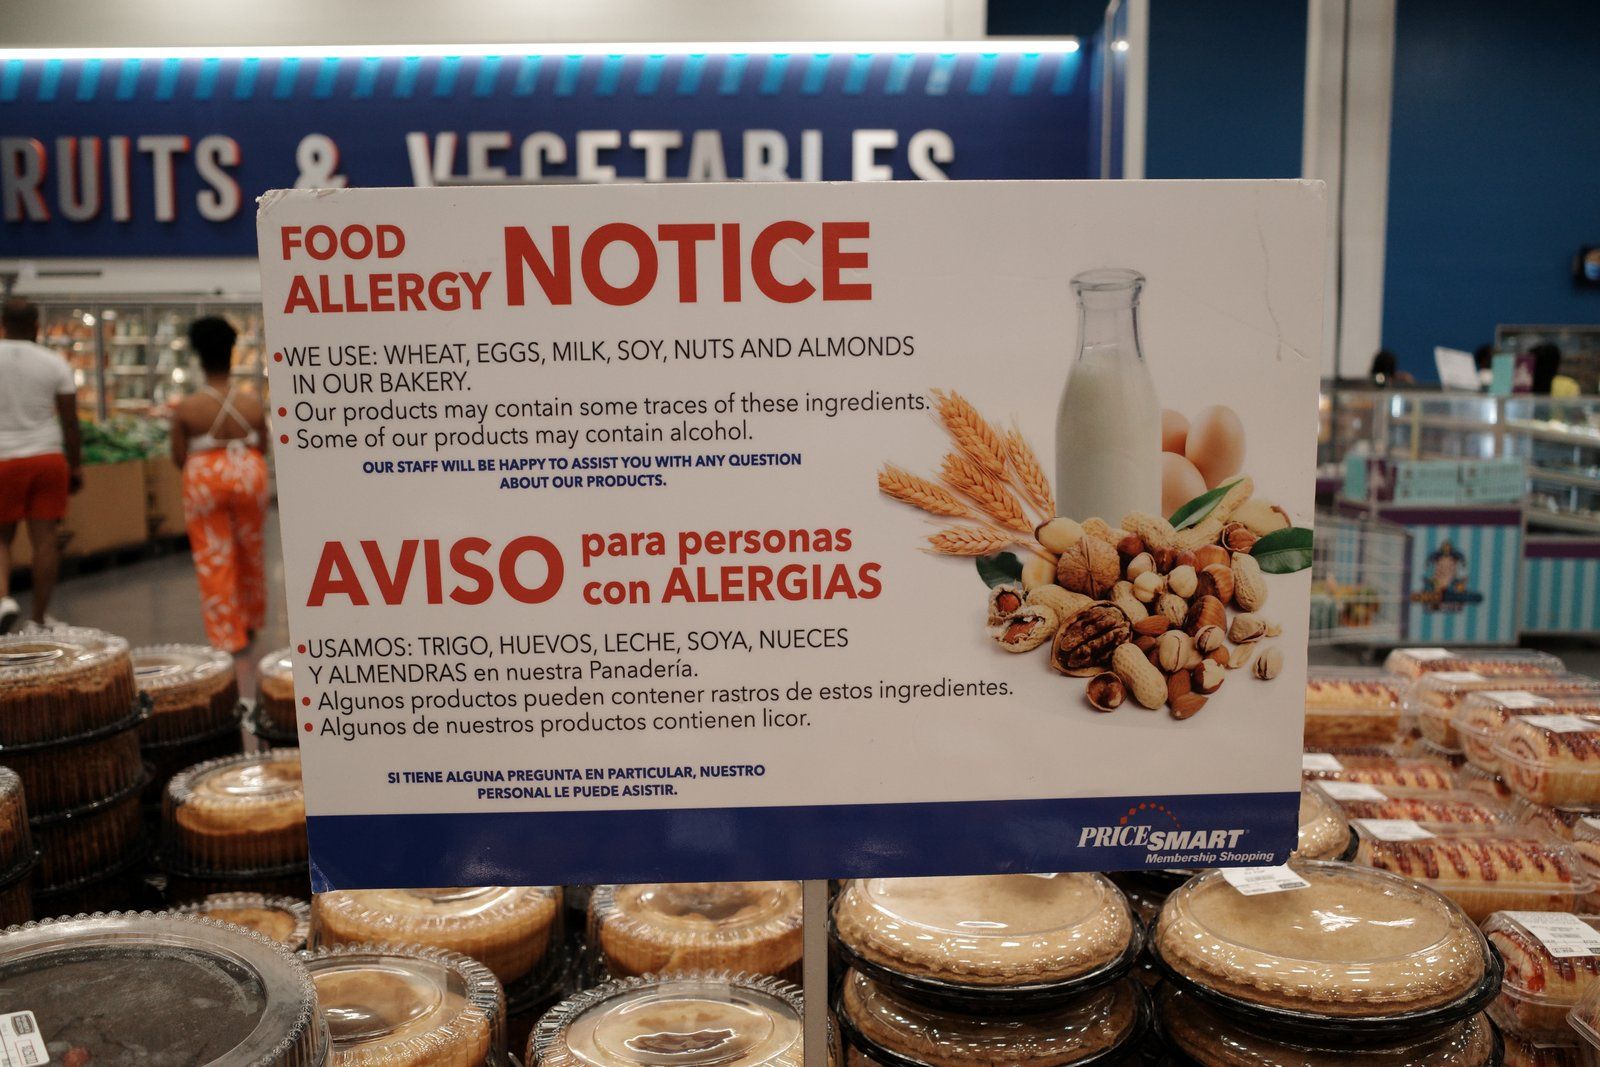 RUITS & VEGETABLES
FOOD
ALLERGY NOTICE
•WE USE: WHEAT, EGGS, MILK, SOY, NUTS AND ALMONDS
IN OUR BAKERY.
• Our products may contain some traces of these ingredients.
• Some of our products may contain alcohol.
OUR STAFF WILL BE HAPPY TO ASSIST YOU WITH ANY QUESTION
ABOUT OUR PRODUCTS.
AVISO para personas
con ALERGIAS
•USAMOS: TRIGO, HUEVOS, LECHE, SOYA, NUECES
Y ALMENDRAS en nuestra Panadería.
• Algunos productos pueden contener rastros de estos ingredientes.
• Algunos de nuestros productos contienen licor.
SI TIENE ALGUNA PREGUNTA EN PARTICULAR, NUESTRO
PERSONAL LE PUEDE ASISTIR.
PRICESMART
Membership Shopping